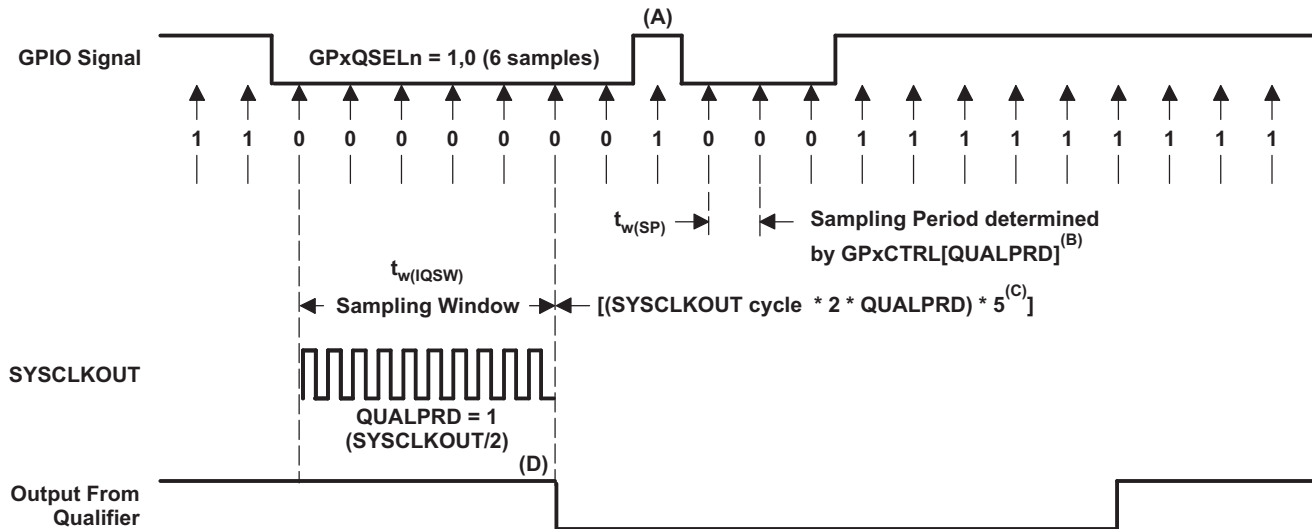 (A)
GPIO Signal
GPxQSELn = 1,0 (6 samples)
1 1 0 0 0 0 0 0 0 1 0 0 0 1 1 1 1 1 1 1 1 1
tw(SP)
Sampling Period determined
by GPxCTRL[QUALPRD](B)
tw(IQSW)
Sampling Window
[(SYSCLKOUT cycle * 2 * QUALPRD) * 5(C)]
SYSCLKOUT
QUALPRD = 1
(SYSCLKOUT/2)
(D)
Output From
Qualifier